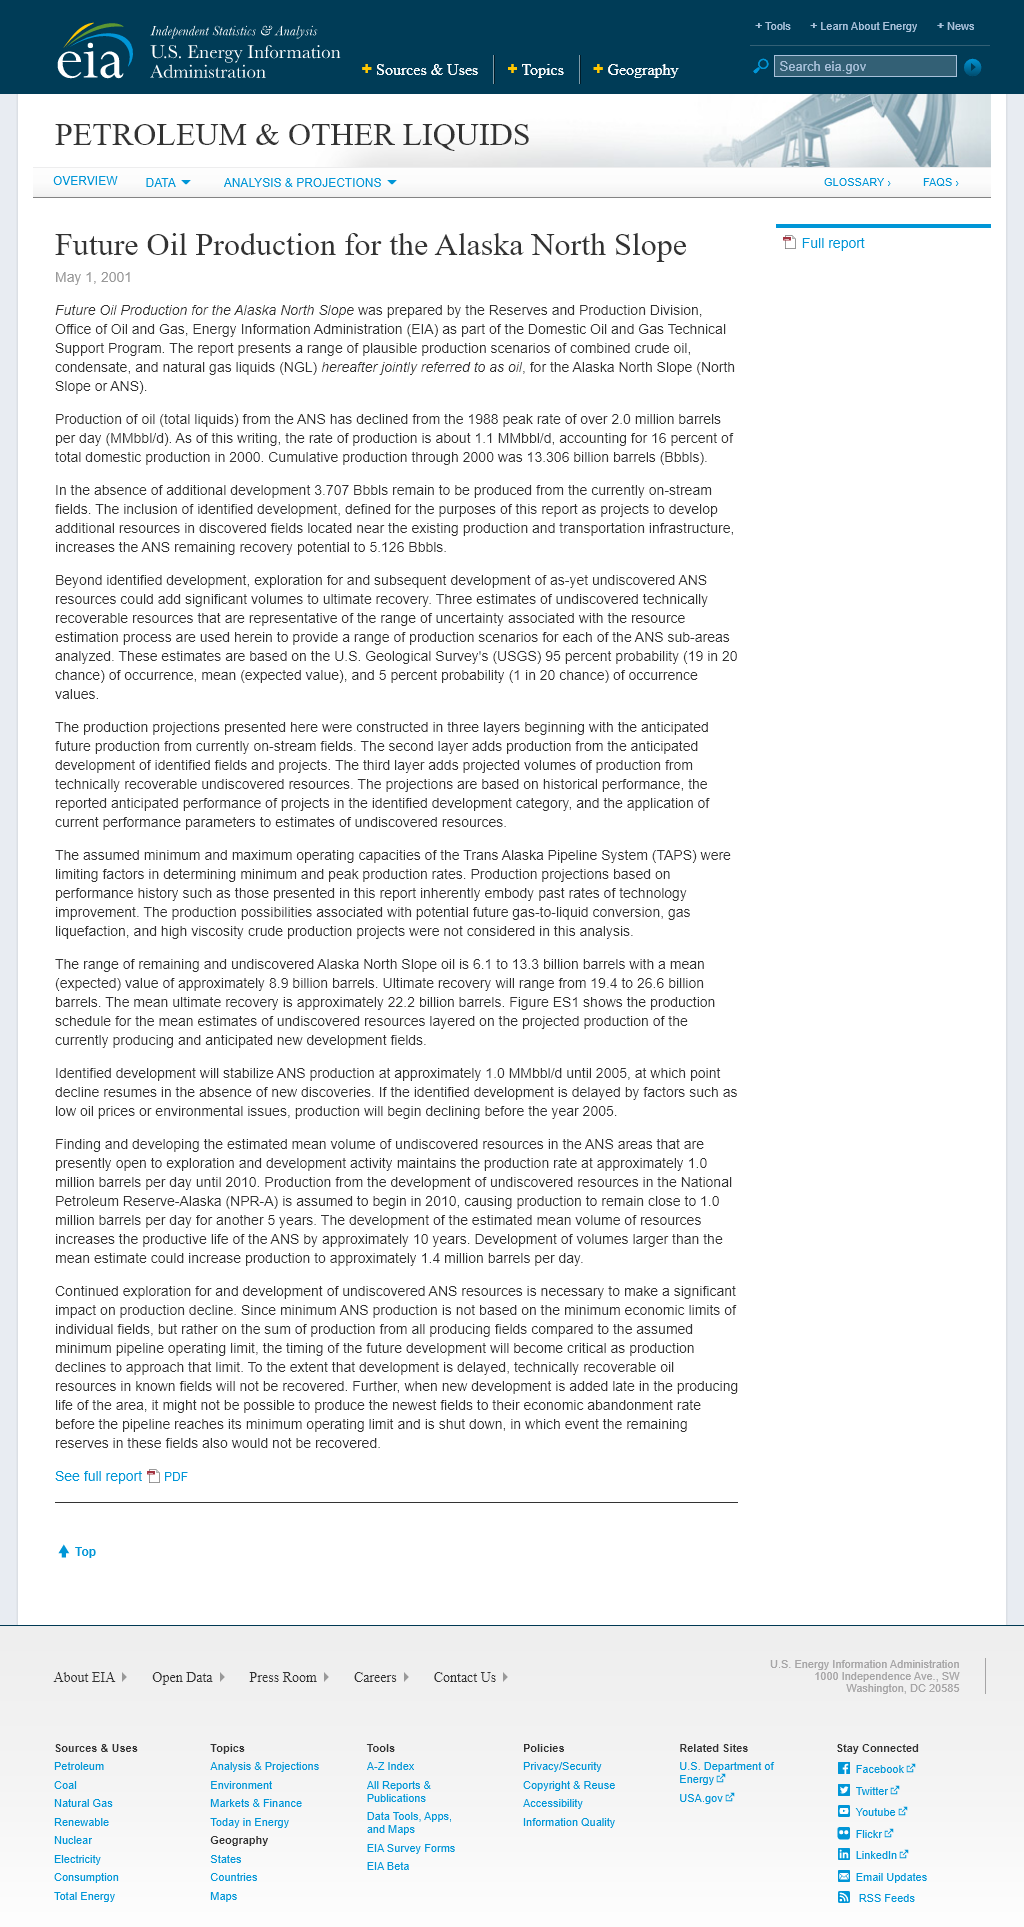 Independent Statistics & Analysis
U.S. Energy Information
Administration
eia
+ Sources & Uses
+ Topics
+ Geography
+ Tools
+ Learn About Energy
+ News
Search eia.gov
PETROLEUM & OTHER LIQUIDS
OVERVIEW
DATA
ANALYSIS & PROJECTIONS
GLOSSARY ›
FAQS ›
Future Oil Production for the Alaska North Slope
May 1, 2001
Full report
Future Oil Production for the Alaska North Slope was prepared by the Reserves and Production Division,
Office of Oil and Gas, Energy Information Administration (EIA) as part of the Domestic Oil and Gas Technical
Support Program. The report presents a range of plausible production scenarios of combined crude oil,
condensate, and natural gas liquids (NGL) hereafter jointly referred to as oil, for the Alaska North Slope (North
Slope or ANS).
Production of oil (total liquids) from the ANS has declined from the 1988 peak rate of over 2.0 million barrels
per day (MMbbl/d). As of this writing, the rate of production is about 1.1 MMbbl/d, accounting for 16 percent of
total domestic production in 2000. Cumulative production through 2000 was 13.306 billion barrels (Bbbls).
In the absence of additional development 3.707 Bbbls remain to be produced from the currently on-stream
fields. The inclusion of identified development, defined for the purposes of this report as projects to develop
additional resources in discovered fields located near the existing production and transportation infrastructure,
increases the ANS remaining recovery potential to 5.126 Bbbls.
Beyond identified development, exploration for and subsequent development of as-yet undiscovered ANS
resources could add significant volumes to ultimate recovery. Three estimates of undiscovered technically
recoverable resources that are representative of the range of uncertainty associated with the resource
estimation process are used herein to provide a range of production scenarios for each of the ANS sub-areas
analyzed. These estimates are based on the U.S. Geological Survey's (USGS) 95 percent probability (19 in 20
chance) of occurrence, mean (expected value), and 5 percent probability (1 in 20 chance) of occurrence
values.
The production projections presented here were constructed in three layers beginning with the anticipated
future production from currently on-stream fields. The second layer adds production from the anticipated
development of identified fields and projects. The third layer adds projected volumes of production from
technically recoverable undiscovered resources. The projections are based on historical performance, the
reported anticipated performance of projects in the identified development category, and the application of
current performance parameters to estimates of undiscovered resources.
The assumed minimum and maximum operating capacities of the Trans Alaska Pipeline System (TAPS) were
limiting factors in determining minimum and peak production rates. Production projections based on
performance history such as those presented in this report inherently embody past rates of technology
improvement. The production possibilities associated with potential future gas-to-liquid conversion, gas
liquefaction, and high viscosity crude production projects were not considered in this analysis.
The range of remaining and undiscovered Alaska North Slope oil is 6.1 to 13.3 billion barrels with a mean
(expected) value of approximately 8.9 billion barrels. Ultimate recovery will range from 19.4 to 26.6 billion
barrels. The mean ultimate recovery is approximately 22.2 billion barrels. Figure ES1 shows the production
schedule for the mean estimates of undiscovered resources layered on the projected production of the
currently producing and anticipated new development fields.
Identified development will stabilize ANS production at approximately 1.0 MMbbl/d until 2005, at which point
decline resumes in the absence of new discoveries. If the identified development is delayed by factors such as
low oil prices or environmental issues, production will begin declining before the year 2005.
Finding and developing the estimated mean volume of undiscovered resources in the ANS areas that are
presently open to exploration and development activity maintains the production rate at approximately 1.0
million barrels per day until 2010. Production from the development of undiscovered resources in the National
Petroleum Reserve-Alaska (NPR-A) is assumed to begin in 2010, causing production to remain close to 1.0
million barrels per day for another 5 years. The development of the estimated mean volume of resources
increases the productive life of the ANS by approximately 10 years. Development of volumes larger than the
mean estimate could increase production to approximately 1.4 million barrels per day.
Continued exploration for and development of undiscovered ANS resources is necessary to make a significant
impact on production decline. Since minimum ANS production is not based on the minimum economic limits of
individual fields, but rather on the sum of production from all producing fields compared to the assumed
minimum pipeline operating limit, the timing of the future development will become critical as production
declines to approach that limit. To the extent that development is delayed, technically recoverable oil
resources in known fields will not be recovered. Further, when new development is added late in the producing
life of the area, it might not be possible to produce the newest fields to their economic abandonment rate
before the pipeline reaches its minimum operating limit and is shut down, in which event the remaining
reserves in these fields also would not be recovered.
See full report PDF
Top
About EIA
Open Data
Press Room
Careers
Contact Us
U.S. Energy Information Administration
1000 Independence Ave., SW
Washington, DC 20585
Sources & Uses
Petroleum
Coal
Natural Gas
Renewable
Nuclear
Electricity
Consumption
Total Energy
Topics
Analysis & Projections
Environment
Markets & Finance
Today in Energy
Geography
States
Countries
Maps
Tools
A-Z Index
All Reports &
Publications
Data Tools, Apps,
and Maps
EIA Survey Forms
EIA Beta
Policies
Privacy/Security
Copyright & Reuse
Accessibility
Information Quality
Related Sites
U.S. Department of
Energy
USA.gov
Stay Connected
Facebook
Twitter
Youtube
Flickr
LinkedIn
Email Updates
RSS Feeds